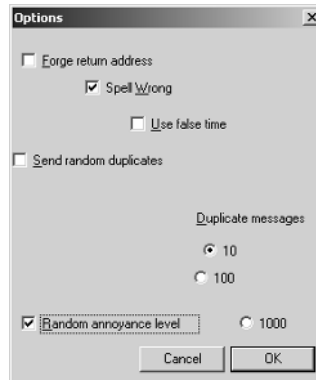 Options
Forge return address
Spell Wrong
Use false time
Send random duplicates
Duplicate messages
10
100
Random annoyance level
1000
Cancel
OK